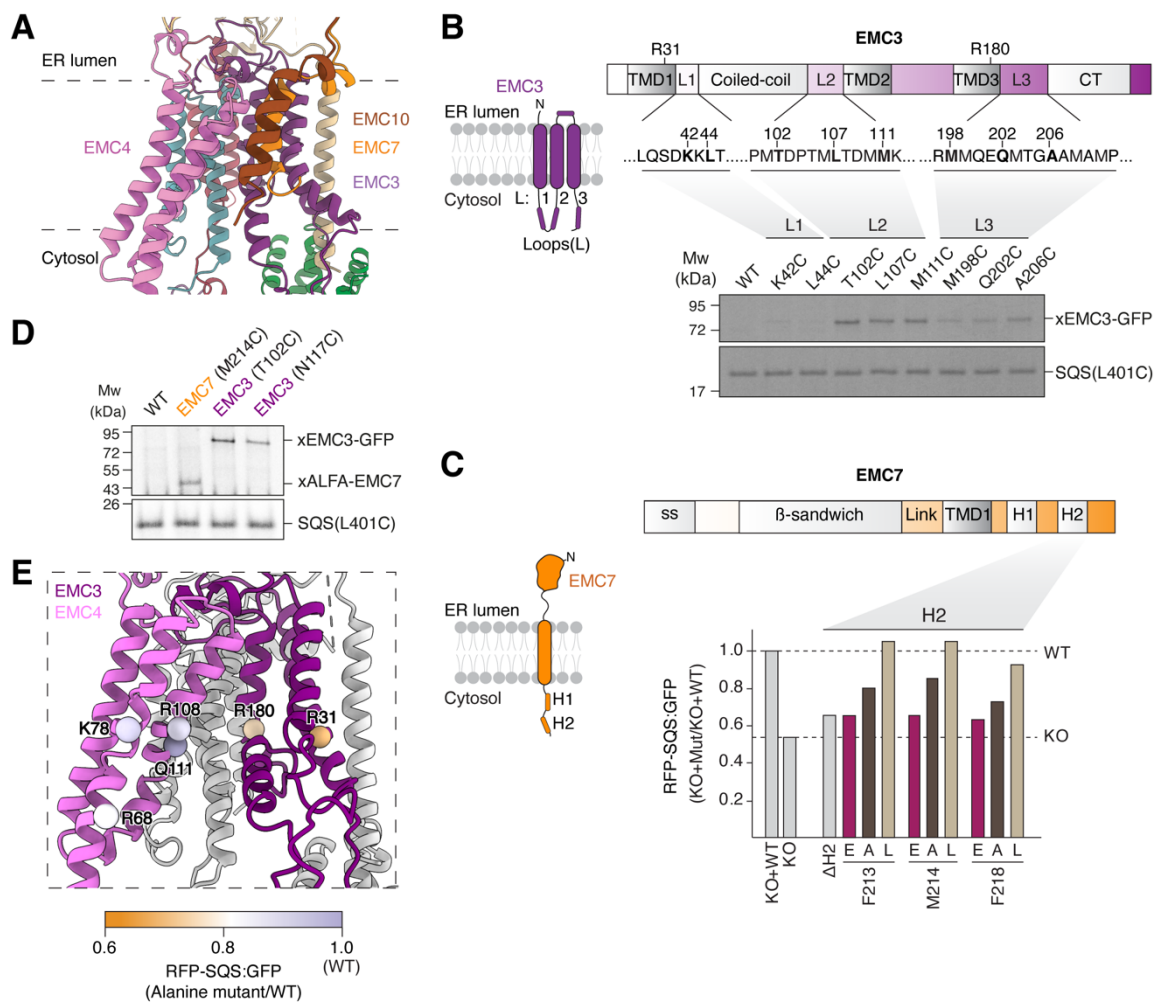 A
ER lumen
EMC4
EMC10
EMC7
EMC3
Cytosol
B
EMC3
R31
R180
TMD1
L1
Coiled-coil
L2
TMD2
TMD3
L3
CT
EMC3
N
ER lumen
Cytosol
L: 1 2 3
Loops(L)
42 44
102
107
111
198
202
206
...LQSDKKLT.....PMTDPTMLTDMMK... ...RMMQEQMTGAAMAMP...
L1
L2
L3
Mw
(kDa)
WT
K42C
L44C
T102C
L107C
M111C
M198C
Q202C
A206C
95
72
17
xEMC3-GFP
SQS(L401C)
D
Mw
(kDa)
WT
EMC7 (M214C)
EMC3 (T102C)
EMC3 (N117C)
95
72
55
43
26
xEMC3-GFP
xALFA-EMC7
SQS(L401C)
C
EMC7
ss
ß-sandwich
Link
TMD1
H1
H2
N
EMC7
ER lumen
Cytosol
H1
H2
H2
RFP-SQS:GFP
(KO+Mut/KO+WT)
1.0
0.8
0.6
0.4
0.2
WT
KO
KO+WT
KO
ΔH2
E A L
F213
E A L
M214
E A L
F218
E
EMC3
EMC4
K78
R108
Q111
R180
R31
R68
0.6
0.8
1.0
(WT)
RFP-SQS:GFP
(Alanine mutant/WT)